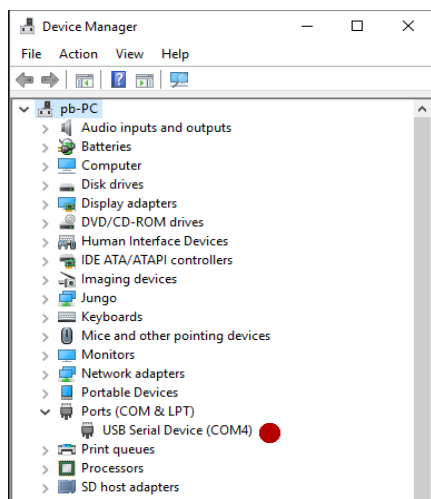 Device Manager
File Action View Help
pb-PC
Audio inputs and outputs
Batteries
Computer
Disk drives
Display adapters
DVD/CD-ROM drives
Human Interface Devices
IDE ATA/ATAPI controllers
Imaging devices
Jungo
Keyboards
Mice and other pointing devices
Monitors
Network adapters
Portable Devices
Ports (COM & LPT)
USB Serial Device (COM4)
Print queues
Processors
SD host adapters